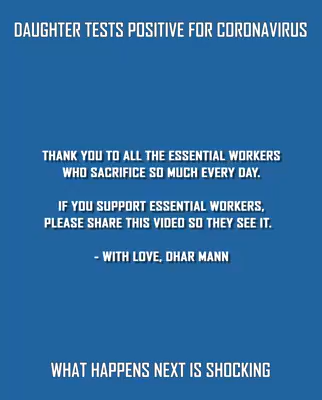 DAUGHTER TESTS POSITIVE FOR CORONAVIRUS
THANK YOU TO ALL THE ESSENTIAL WORKERS
WHO SACRIFICE SO MUCH EVERY DAY.
IF YOU SUPPORT ESSENTIAL WORKERS,
PLEASE SHARE THIS VIDEO SO THEY SEE IT.
- WITH LOVE, DHAR MANN
WHAT HAPPENS NEXT IS SHOCKING